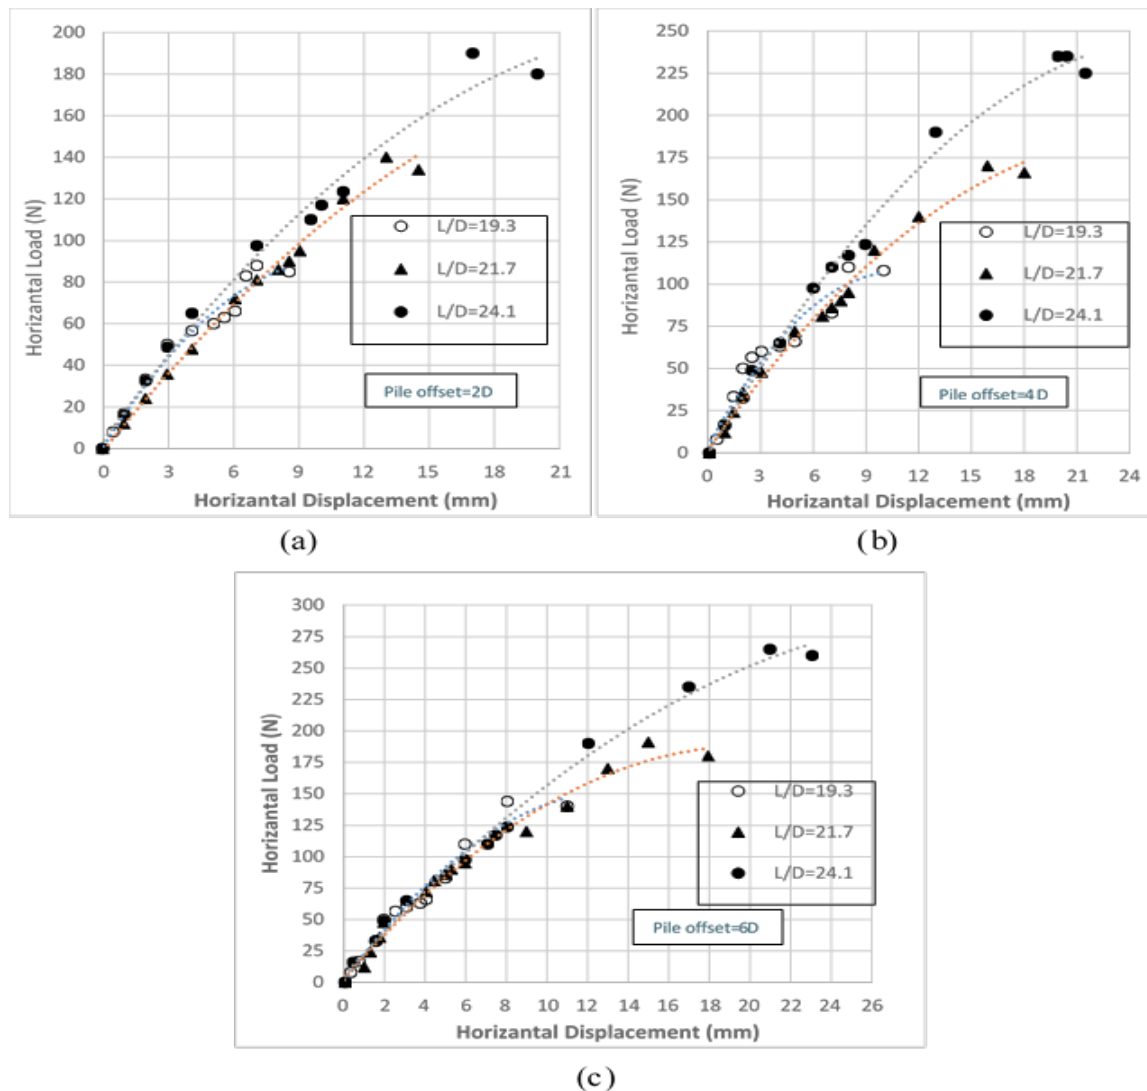 200
180
160
140
120
100
80
60
40
20
0
Horizantal Load (N)
L/D=19.3
L/D=21.7
L/D=24.1
Pile offset=2D
0 3 6 9 12 15 18 21
Horizantal Displacement (mm)
(a)
250
225
200
175
150
125
100
75
50
25
0
Horizantal Load (N)
L/D=19.3
L/D=21.7
L/D=24.1
Pile offset=4D
0 3 6 9 12 15 18 21 24
Horizantal Displacement (mm)
(b)
300
275
250
225
200
175
150
125
100
75
50
25
0
Horizantal Load (N)
L/D=19.3
L/D=21.7
L/D=24.1
Pile offset=6D
0 2 4 6 8 10 12 14 16 18 20 22 24 26
Horizantal Displacement (mm)
(c)